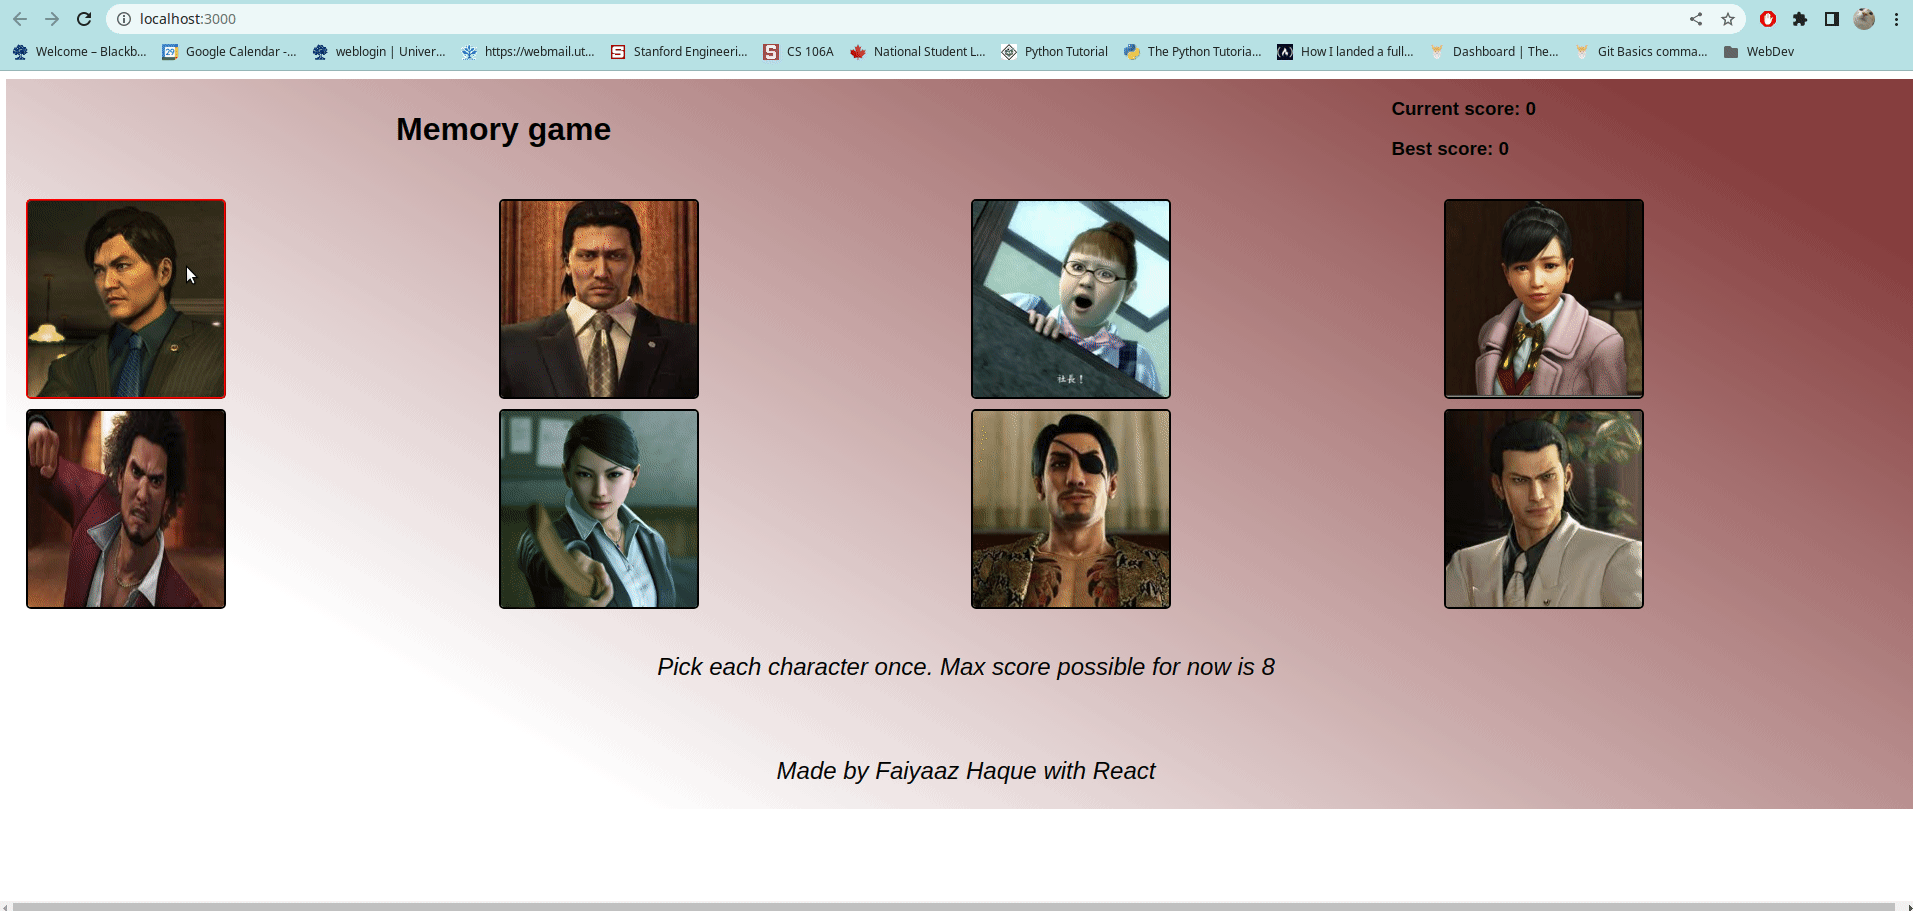 localhost:3000
Welcome – Blackb...
Google Calendar -...
weblogin | Univer...
https://webmail.ut...
Stanford Engineeri...
CS 106A
National Student L...
Python Tutorial
The Python Tutoria...
How I landed a full...
Dashboard | The...
Git Basics comma...
WebDev
Memory game
Current score: 0
Best score: 0
社長！
Pick each character once. Max score possible for now is 8
Made by Faiyaaz Haque with React